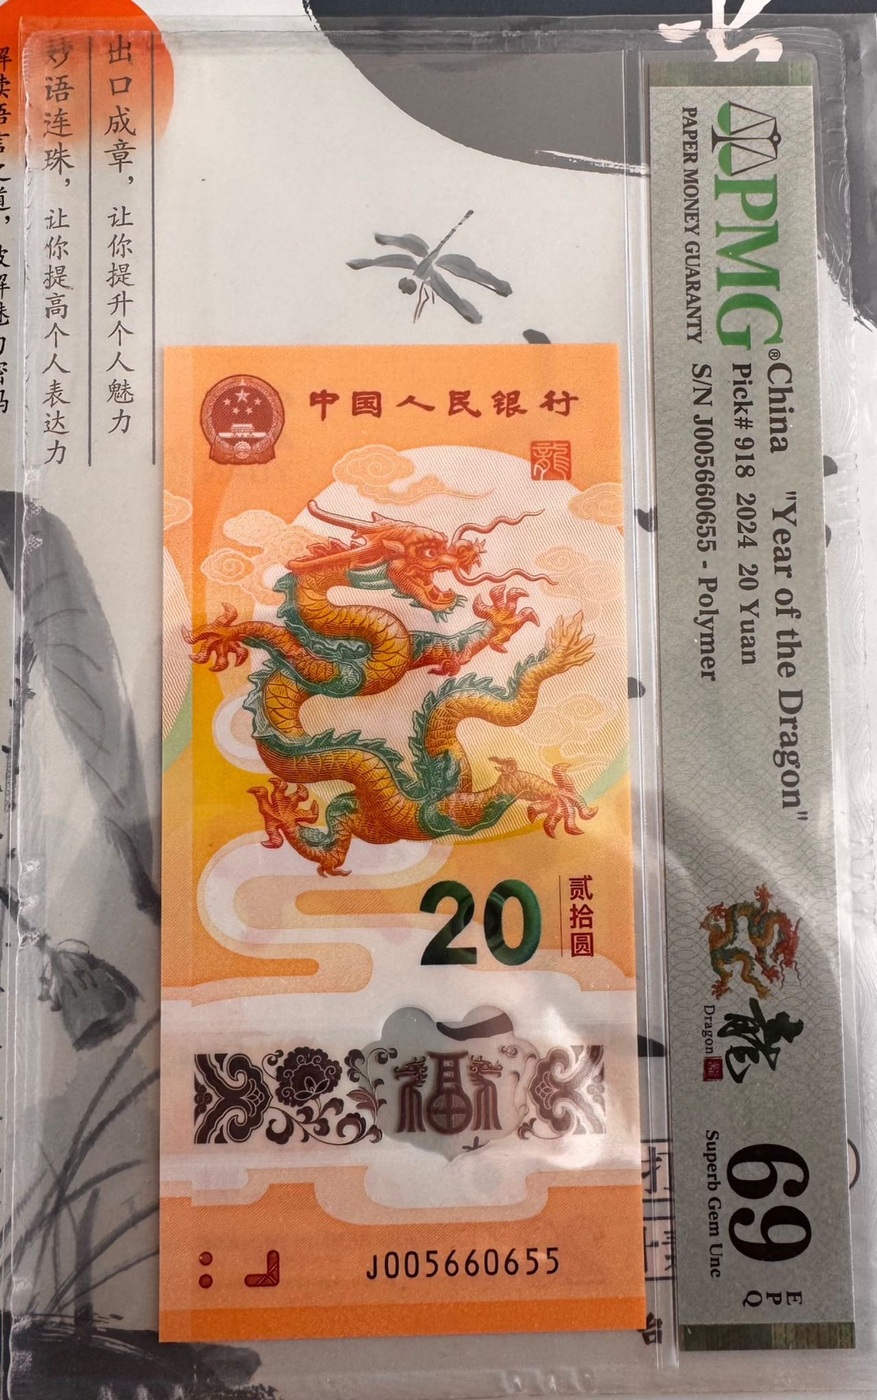 出口成章，让你提升个人魅力
妙语连珠，让你提高个人表达力
中国人民银行
龍
20
贰拾圆
J005660655
PMG®
PAPER MONEY GUARANTY
China "Year of the Dragon"
Pick# 918 2024 20 Yuan
S/N J005660655 - Polymer
龍
Dragon
69
EPQ
Superb Gem Unc